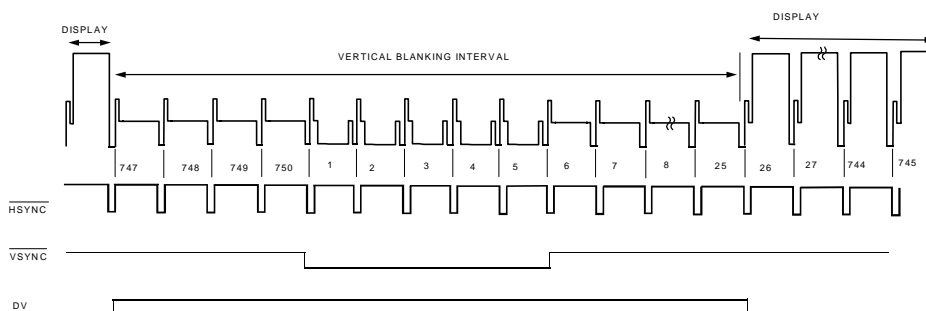 DISPLAY
DISPLAY
VERTICAL BLANKING INTERVAL
747 748 749 750 1 2 3 4 5 6 7 8 25 26 27 744 745
HSYNC
VSYNC
DV